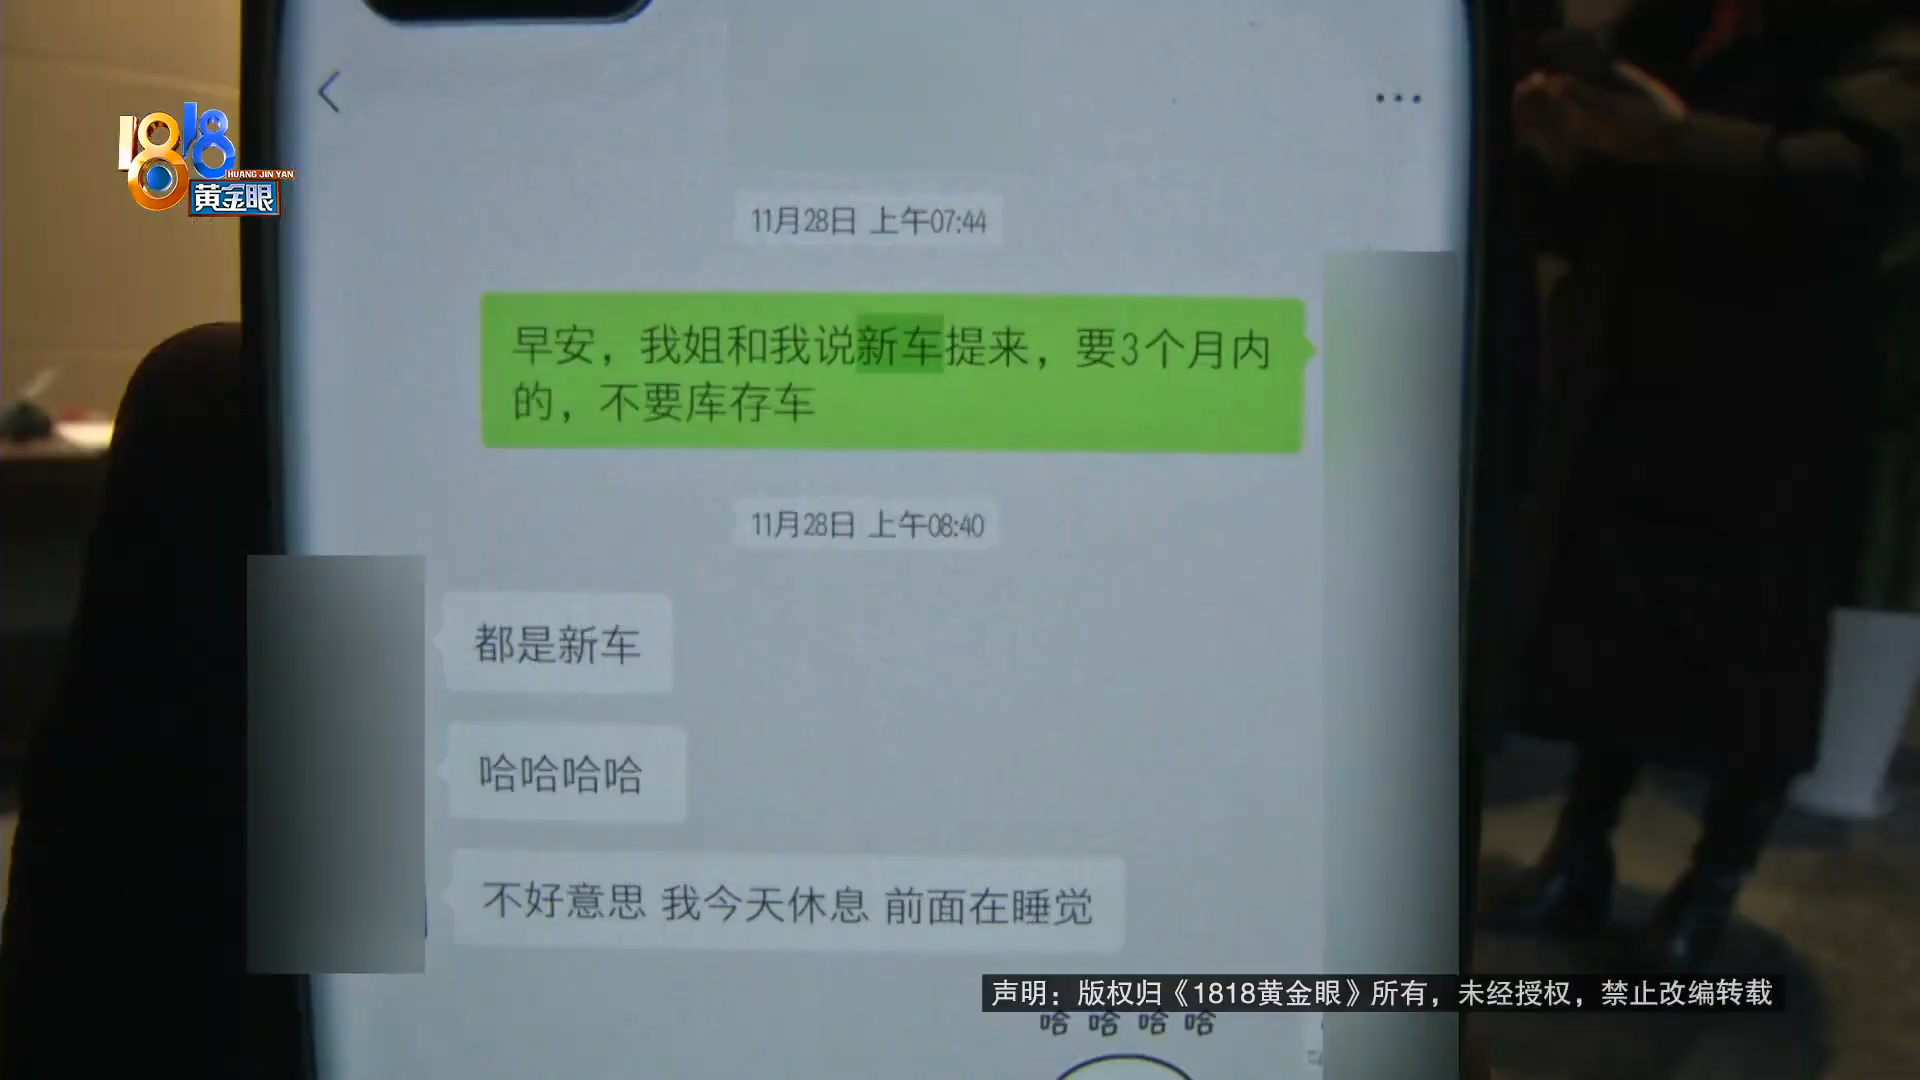 1818
HUANG JIN YAN
黄金眼
11月28日 上午07:44
早安，我姐和我说新车提来，要3个月内
的，不要库存车
11月28日 上午08:40
都是新车
哈哈哈哈
不好意思 我今天休息 前面在睡觉
声明：版权归《1818黄金眼》所有，未经授权，禁止改编转载
哈 哈 哈 哈